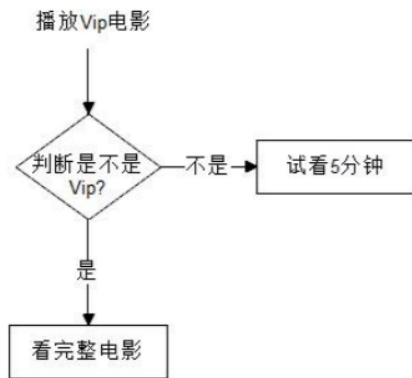 播放Vip电影
判断是不是
Vip?
不是
试看5分钟
是
看完整电影